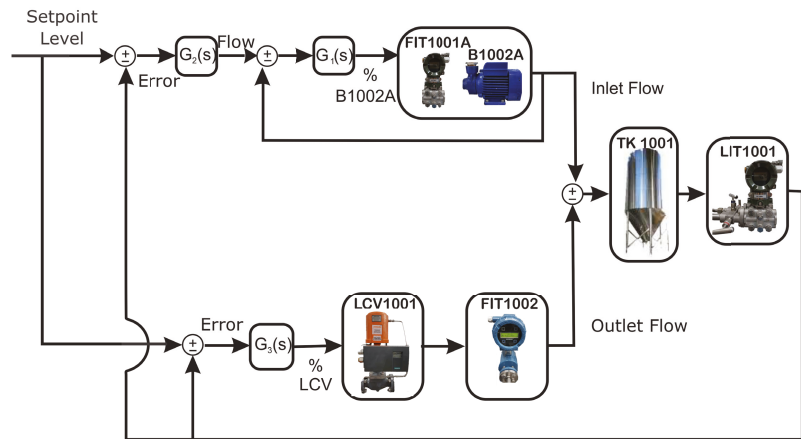 Setpoint
Level
±
Error
G₂(s)
Flow
±
G₁(s)
%
B1002A
FIT1001A
B1002A
Inlet Flow
±
TK 1001
LIT1001
Outlet Flow
±
Error
G₃(s)
%
LCV
LCV1001
FIT1002